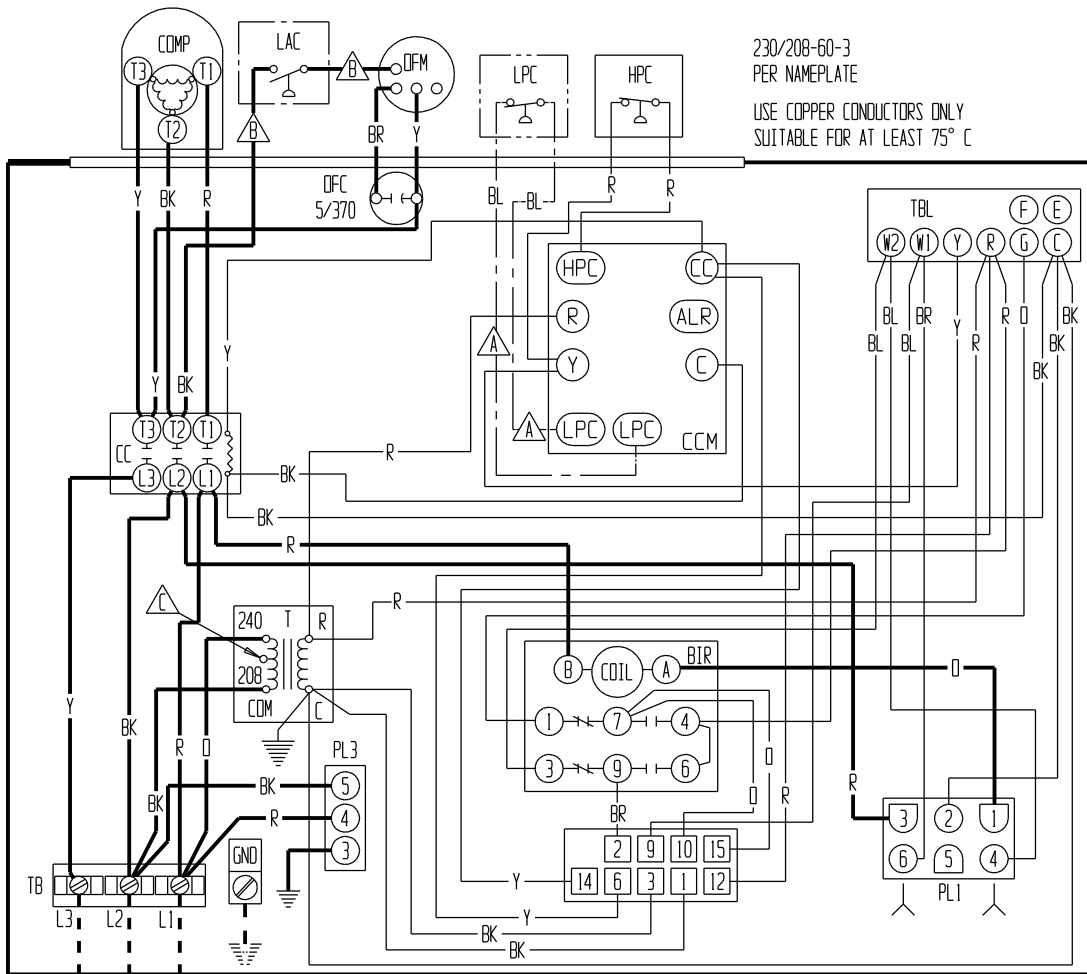 COMP
T3
T1
T2
LAC
B
B
OFM
LPC
HPC
230/208-60-3
PER NAMEPLATE
USE COPPER CONDUCTORS ONLY
SUITABLE FOR AT LEAST 75° C
BR
Y
OFC
5/370
Y
BK
R
BL
BL
R
R
TBL
F
E
W2
W1
Y
R
G
C
HPC
CC
R
ALR
Y
C
LPC
LPC
CCM
A
A
BL
BL
BR
BL
Y
R
R
O
BK
BK
BK
Y
Y
BK
CC
T3
T2
T1
L3
L2
L1
R
BK
BK
R
C
240
T
R
208
COM
C
R
B
COIL
A
BIR
O
1
7
4
3
9
6
Y
BK
R
O
BK
BK
R
PL3
5
4
3
GND
TB
L3
L2
L1
BR
O
O
R
R
2
9
10
15
14
6
3
1
12
Y
Y
BK
BK
3
2
1
6
5
4
PL1